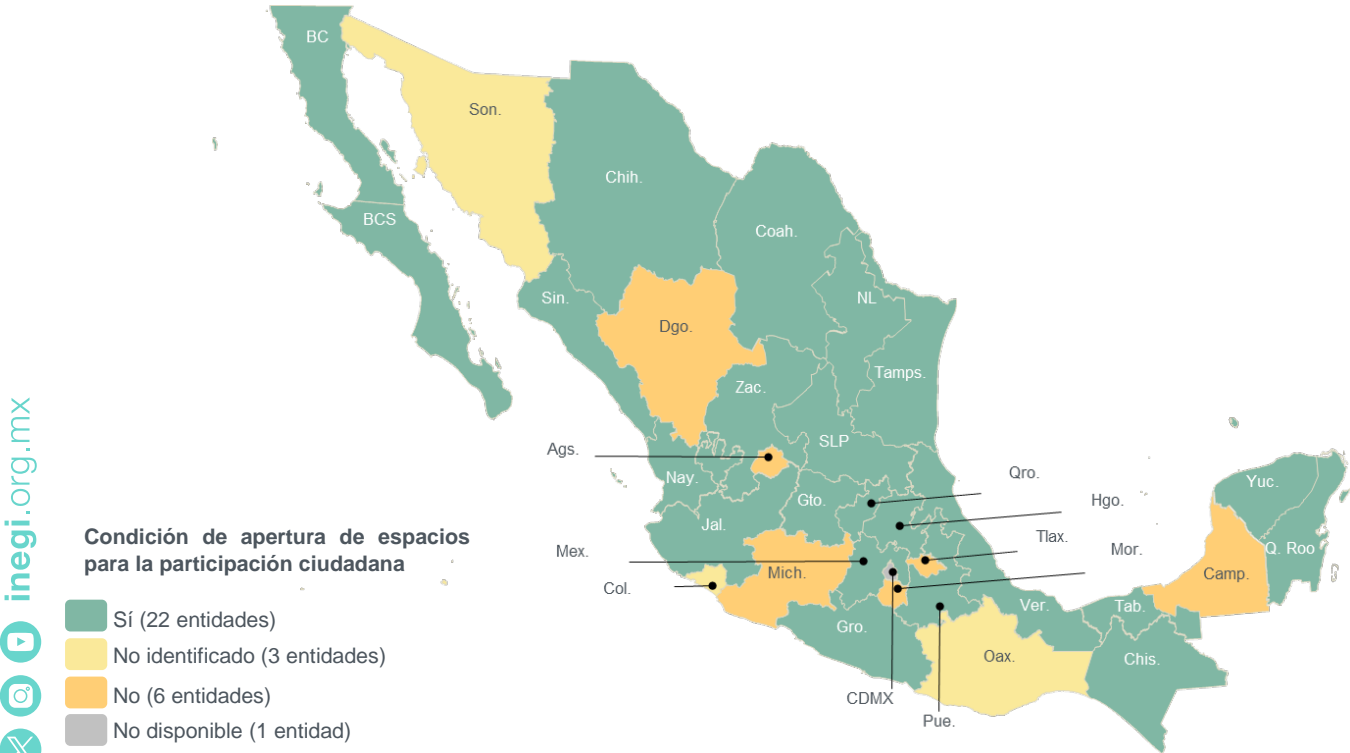 BC
Son.
Chih.
BCS
Coah.
Sin.
NL
Dgo.
Tamps.
Zac.
SLP
Ags.
Nay.
Qro.
Yuc.
Gto.
Hgo.
Jal.
Tlax.
Mex.
Mor.
Q. Roo
Mich.
Camp.
Col.
Ver.
Tab.
Gro.
Oax.
Chis.
CDMX
Pue.
inegi.org.mx
Condición de apertura de espacios
para la participación ciudadana
Sí (22 entidades)
No identificado (3 entidades)
No (6 entidades)
No disponible (1 entidad)